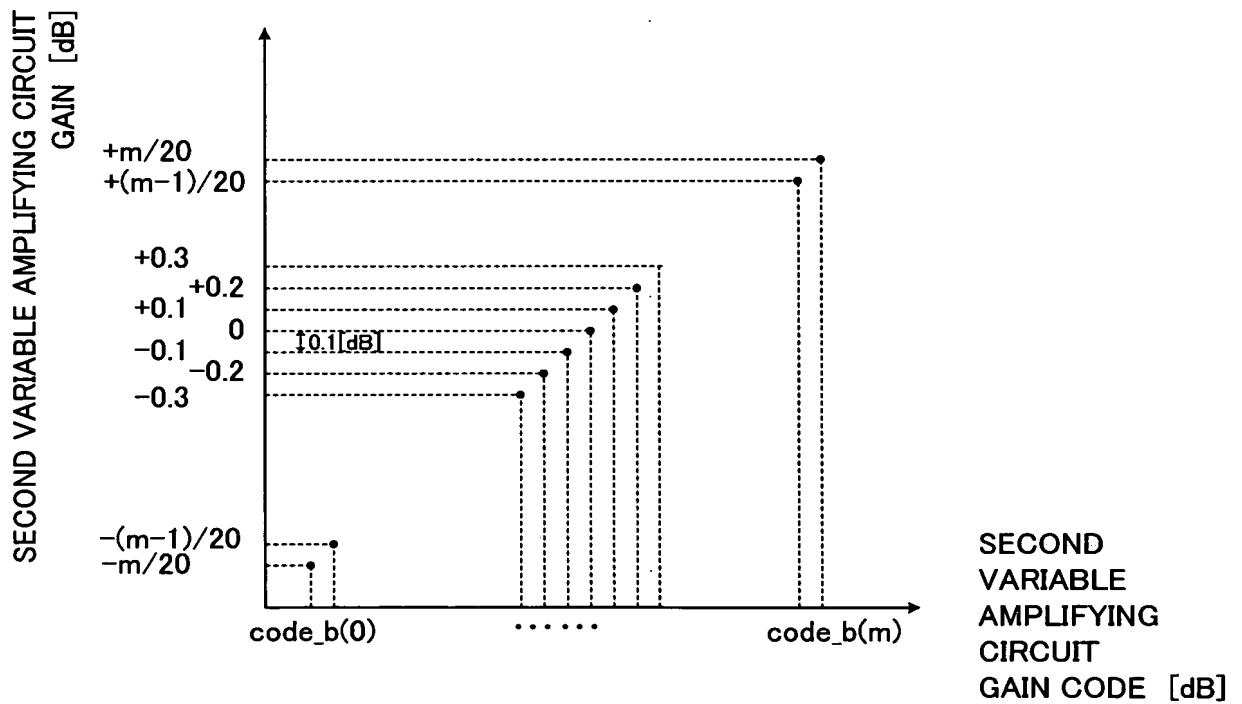 SECOND VARIABLE AMPLIFYING CIRCUIT
GAIN [dB]
+m/20
+(m-1)/20
+0.3
+0.2
+0.1
0
0.1[dB]
-0.1
-0.2
-0.3
-(m-1)/20
-m/20
code_b(0)
......
code_b(m)
SECOND
VARIABLE
AMPLIFYING
CIRCUIT
GAIN CODE [dB]